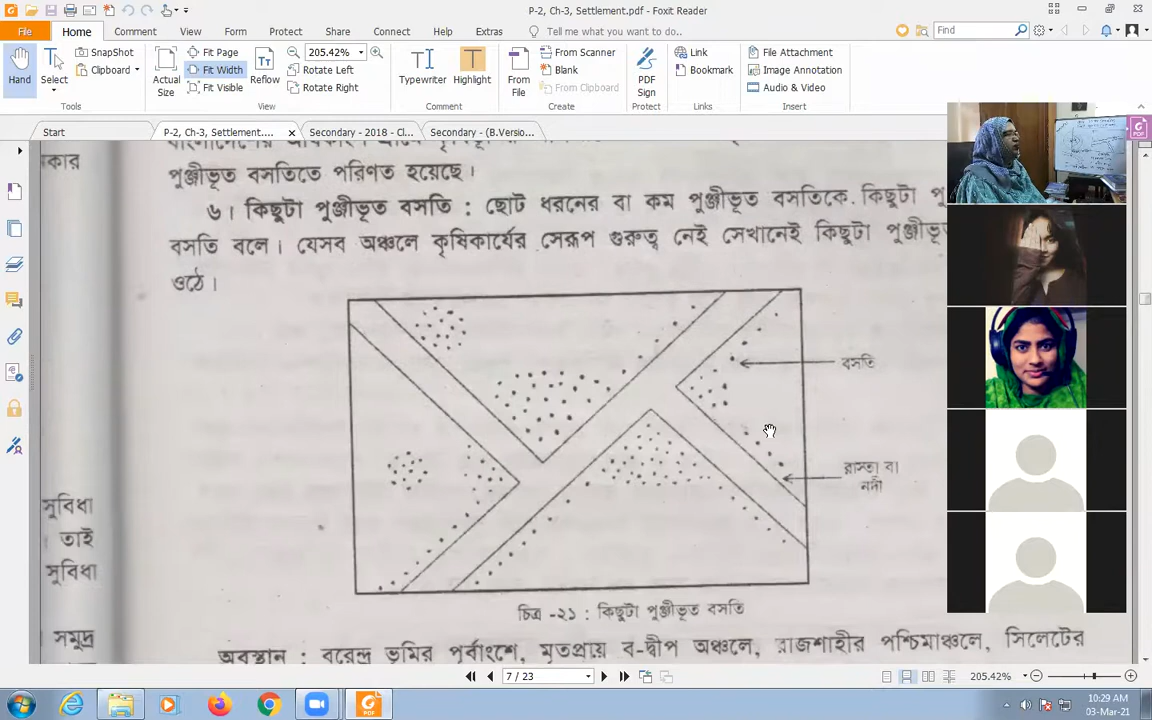 P-2, Ch-3, Settlement.pdf - Foxit Reader
File Home Comment View Form Protect Share Connect Help Extras Tell me what you want to do... Find
Hand
Select
SnapShot
Clipboard
Tools
Actual Size
Fit Page
Fit Width
Fit Visible
Reflow
205.42%
Rotate Left
Rotate Right
View
Typewriter
Highlight
Comment
From File
From Scanner
Blank
From Clipboard
Create
PDF Sign
Protect
Link
Bookmark
Links
File Attachment
Image Annotation
Audio & Video
Insert
Start P-2, Ch-3, Settlement.... Secondary - 2018 - Cl... Secondary - (B.Versio...
পুঞ্জীভূত বসতিতে পরিণত হয়েছে।
৬। কিছুটা পুঞ্জীভূত বসতি : ছোট ধরনের বা কম পুঞ্জীভূত বসতিকে কিছুটা পু
বসতি বলে। যেসব অঞ্চলে কৃষিকার্যের সেরূপ গুরুত্ব নেই সেখানেই কিছুটা পুঞ্জীভূ
ওঠে।
বসতি
রাস্তা বা
নদী
চিত্র -২১ : কিছুটা পুঞ্জীভূত বসতি
অবস্থান : বরেন্দ্র ভূমির পূর্বাংশে, মৃতপ্রায় ব-দ্বীপ অঞ্চলে, রাজশাহীর পশ্চিমাঞ্চলে, সিলেটের
কার
সুবিধা
তাই
সুবিধা
সমুদ্র
7 / 23
205.42%
10:29 AM
03-Mar-21